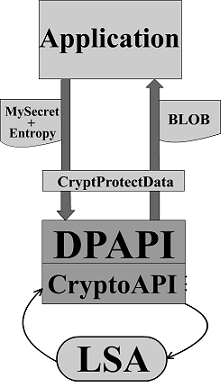 Application
MySecret
+
Entropy
BLOB
CryptProtectData
DPAPI
CryptoAPI
LSA